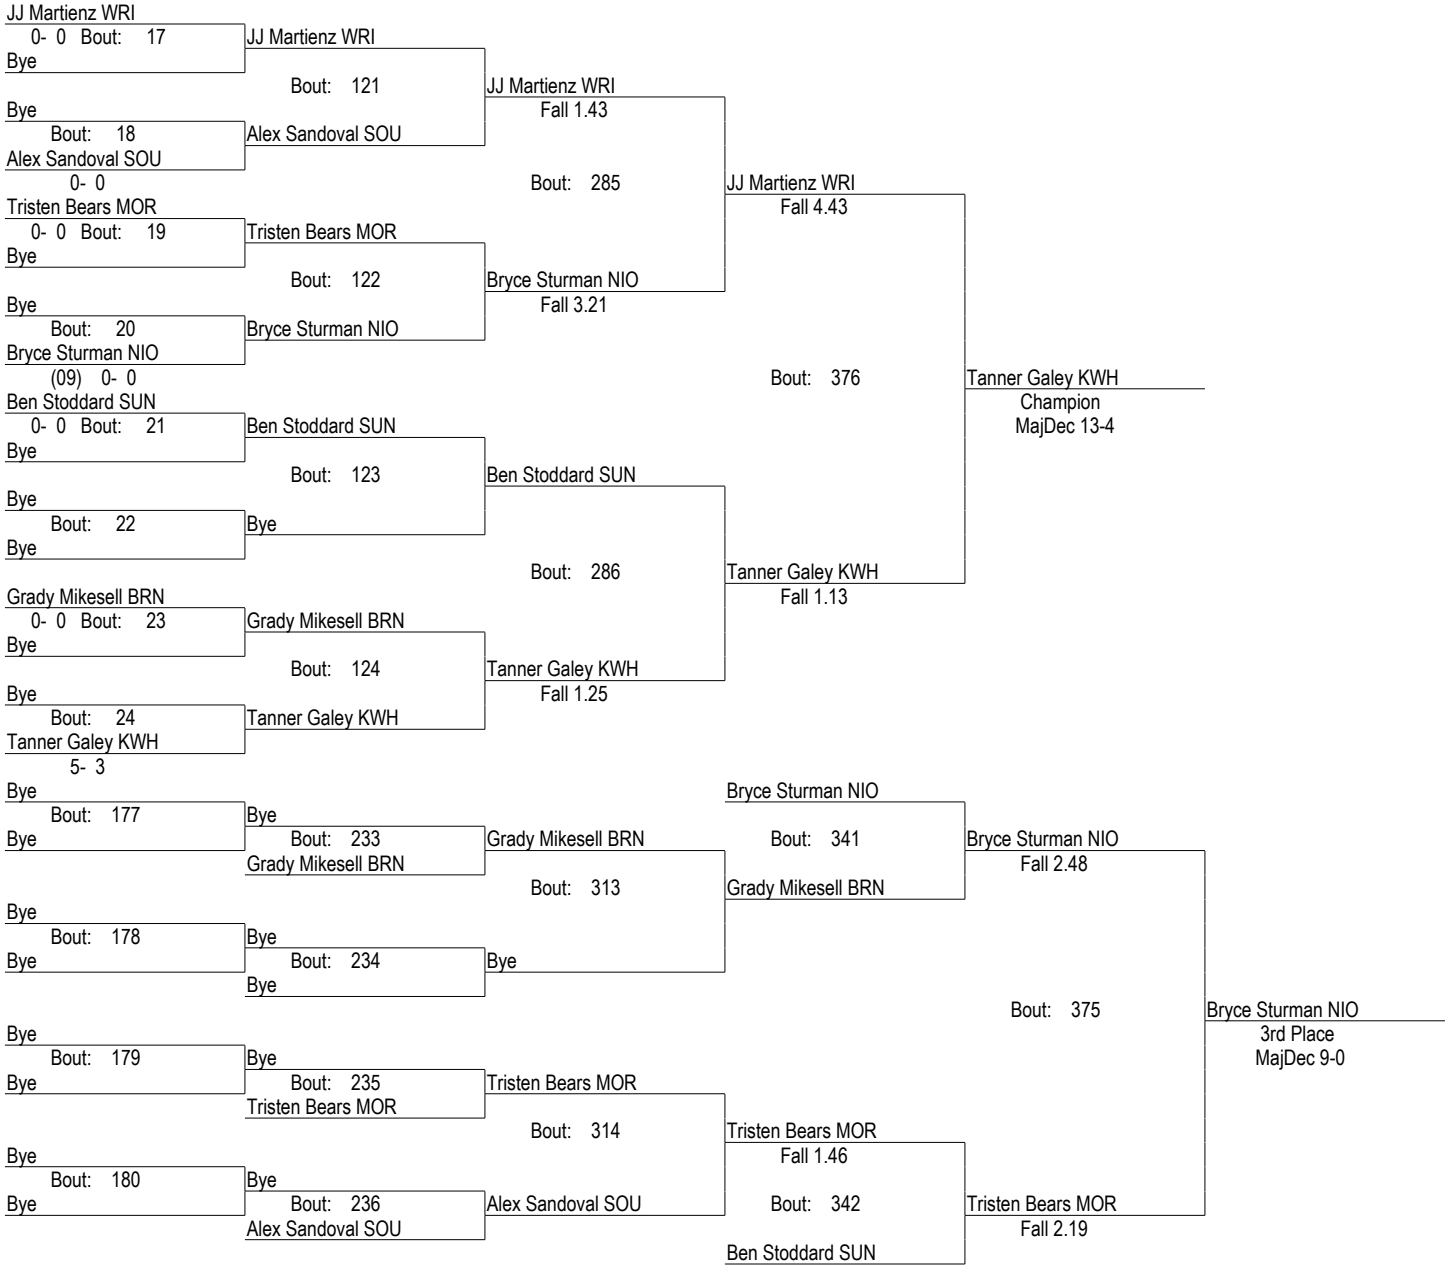 JJ Martienz WRI
0- 0 Bout: 17 JJ Martienz WRI
Bye
Bout: 121 JJ Martienz WRI
Bye Fall 1.43
Bout: 18 Alex Sandoval SOU
Alex Sandoval SOU
0- 0 Bout: 285 JJ Martienz WRI
Tristen Bears MOR Fall 4.43
0- 0 Bout: 19 Tristen Bears MOR
Bye
Bout: 122 Bryce Sturman NIO
Bye Fall 3.21
Bout: 20 Bryce Sturman NIO
Bryce Sturman NIO
(09) 0- 0 Bout: 376 Tanner Galey KWH
Ben Stoddard SUN Champion
0- 0 Bout: 21 Ben Stoddard SUN MajDec 13-4
Bye
Bout: 123 Ben Stoddard SUN
Bye
Bout: 22 Bye
Bye
Bout: 286 Tanner Galey KWH
Grady Mikesell BRN Fall 1.13
0- 0 Bout: 23 Grady Mikesell BRN
Bye
Bout: 124 Tanner Galey KWH
Bye Fall 1.25
Bout: 24 Tanner Galey KWH
Tanner Galey KWH
5- 3
Bye Bryce Sturman NIO
Bout: 177 Bye
Bye Bout: 233 Grady Mikesell BRN Bout: 341 Bryce Sturman NIO
Grady Mikesell BRN Fall 2.48
Bout: 313 Grady Mikesell BRN
Bye
Bout: 178 Bye
Bye Bout: 234 Bye
Bye
Bout: 375 Bryce Sturman NIO
Bye 3rd Place
Bout: 179 Bye MajDec 9-0
Bye Bout: 235 Tristen Bears MOR
Tristen Bears MOR
Bout: 314 Tristen Bears MOR
Bye Fall 1.46
Bout: 180 Bye
Bye Bout: 236 Alex Sandoval SOU Bout: 342 Tristen Bears MOR
Alex Sandoval SOU Fall 2.19
Ben Stoddard SUN